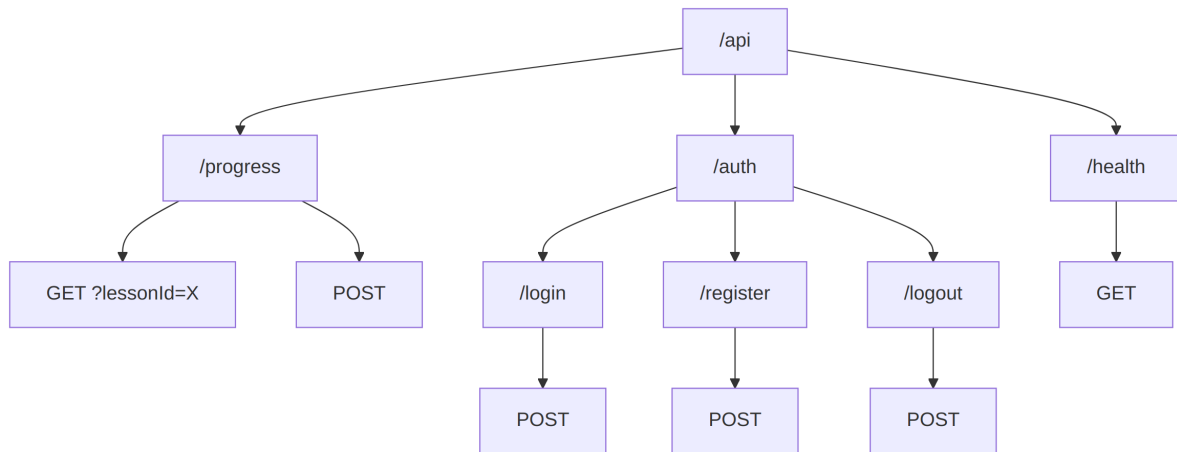 /api
/progress
/auth
/health
GET ?lessonId=X
POST
/login
/register
/logout
GET
POST
POST
POST